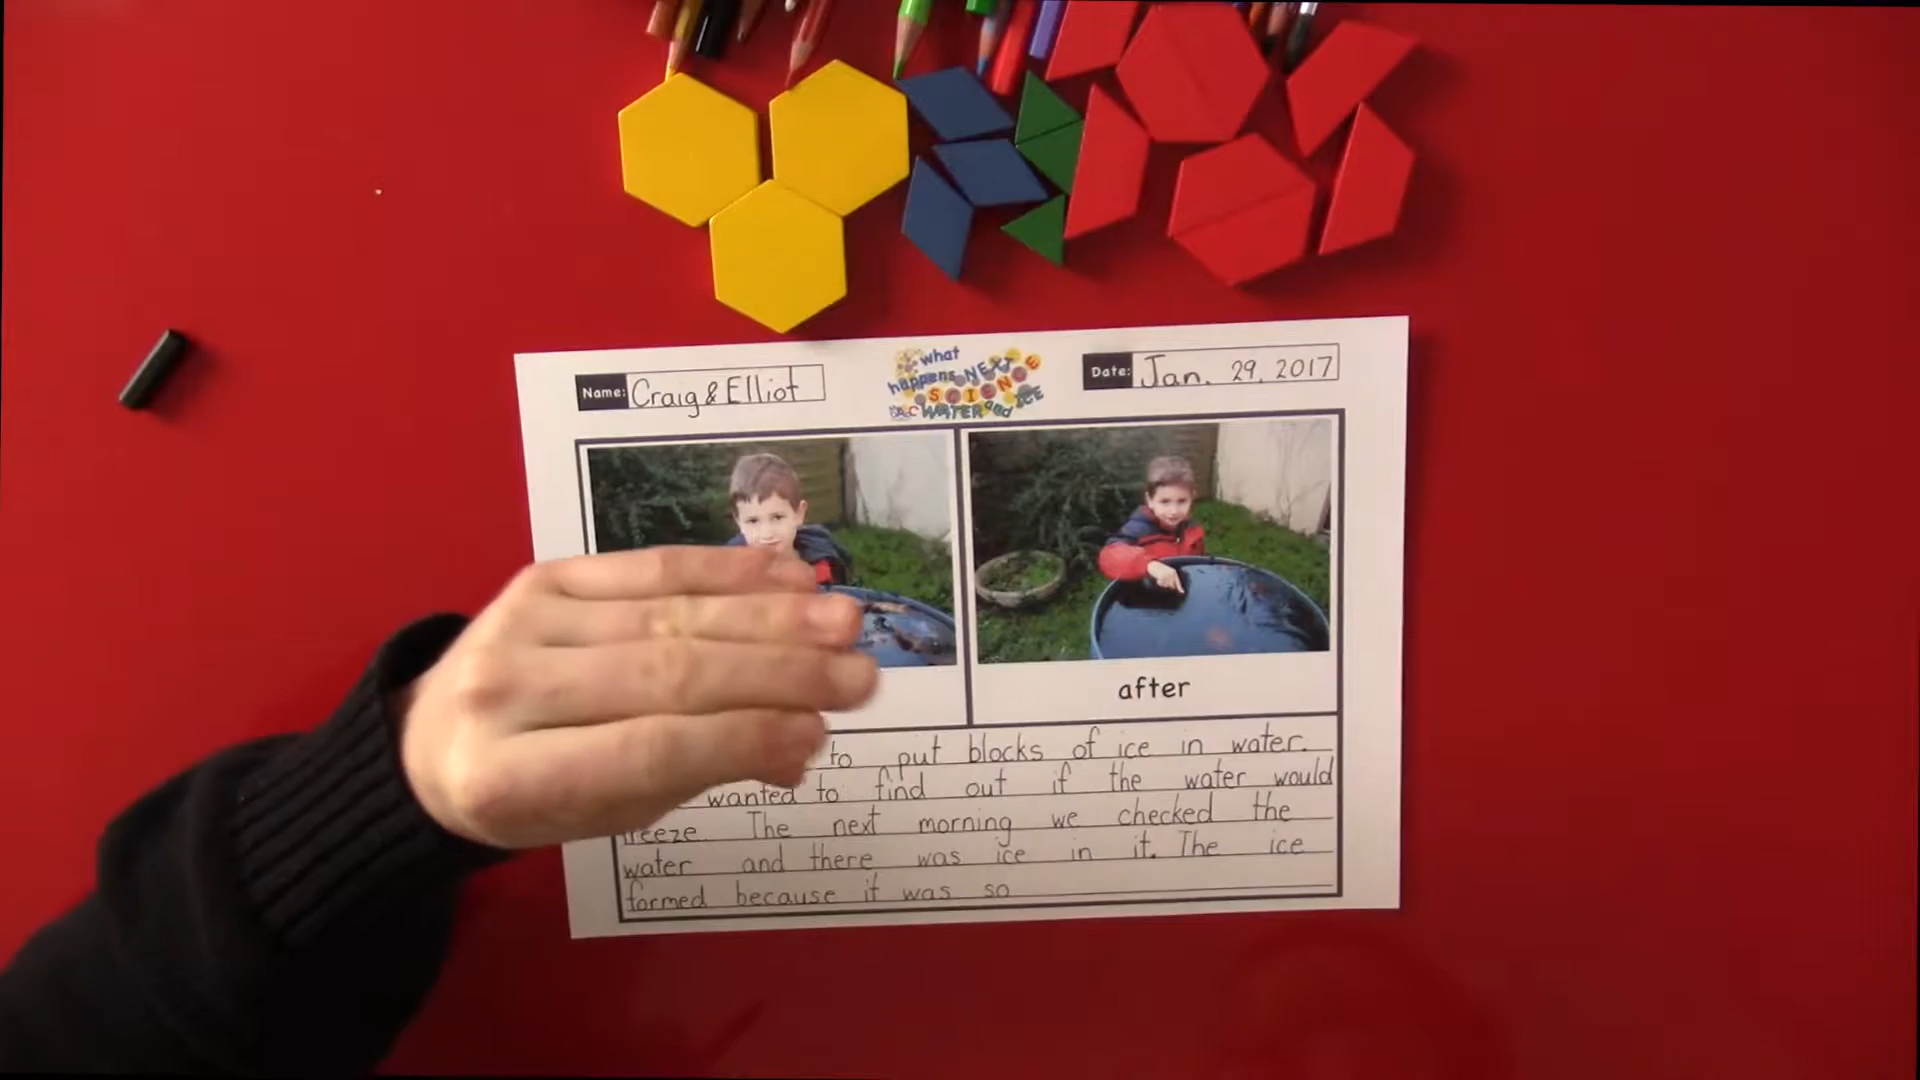 Name: Craig & Elliot
what happens NEXT
SCIENCE
WATER and ICE
Date: Jan. 29, 2017
after
to put blocks of ice in water.
wanted to find out if the water would
freeze. The next morning we checked the
water and there was ice in it. The ice
formed because it was so